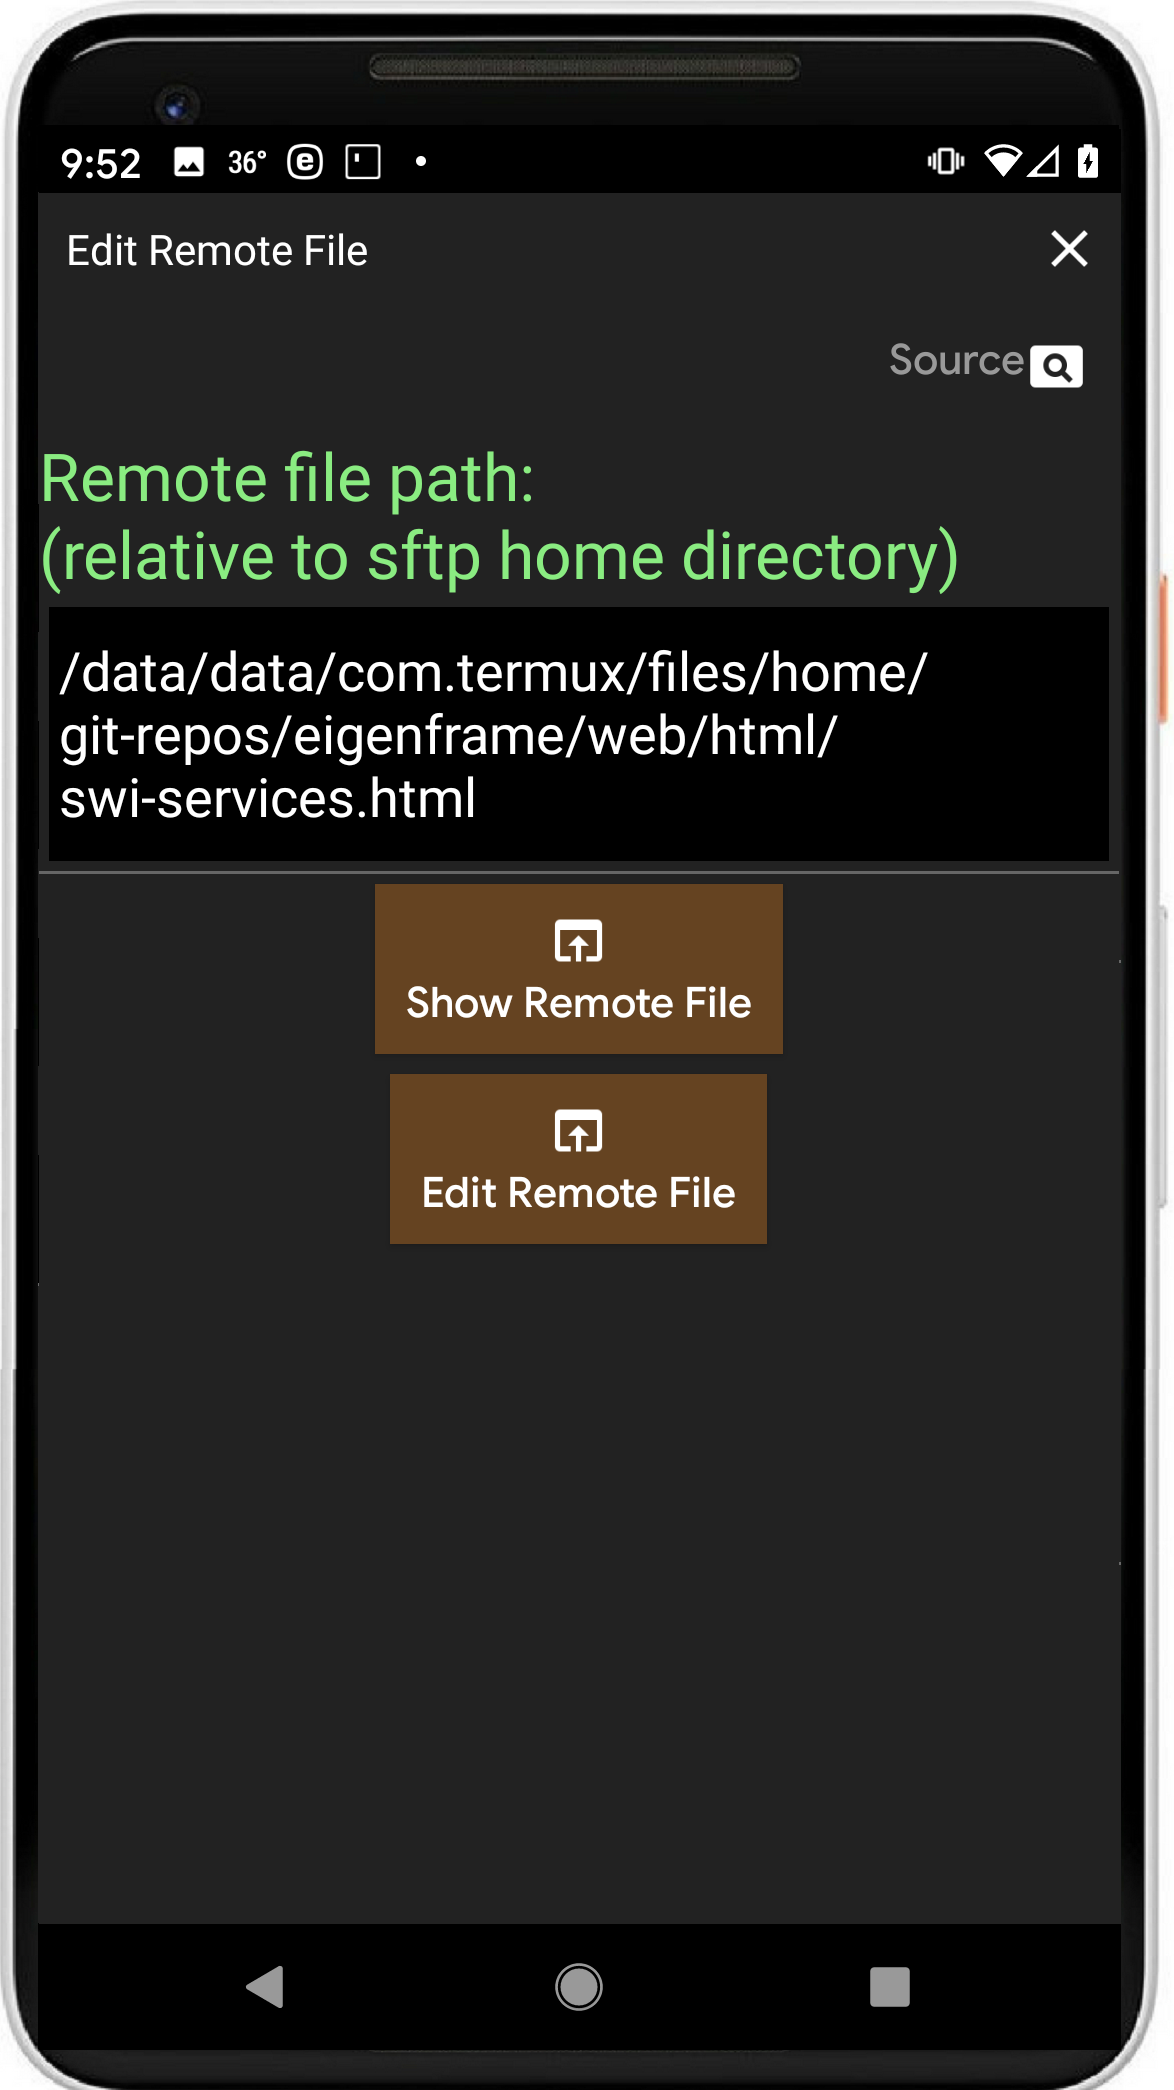 9:52 36° e
Edit Remote File
Source
Remote file path:
(relative to sftp home directory)
/data/data/com.termux/files/home/
git-repos/eigenframe/web/html/
swi-services.html
Show Remote File
Edit Remote File